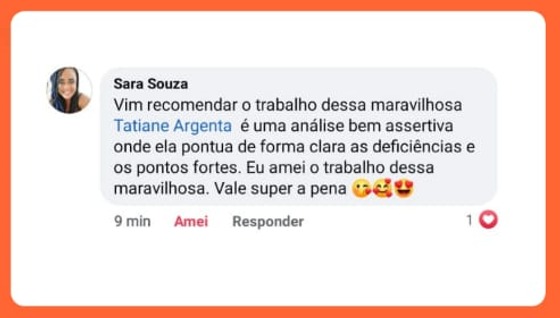 Sara Souza
Vim recomendar o trabalho dessa maravilhosa
Tatiane Argenta é uma análise bem assertiva
onde ela pontua de forma clara as deficiências e
os pontos fortes. Eu amei o trabalho dessa
maravilhosa. Vale super a pena 😘🥰😍
9 min Amei Responder 1